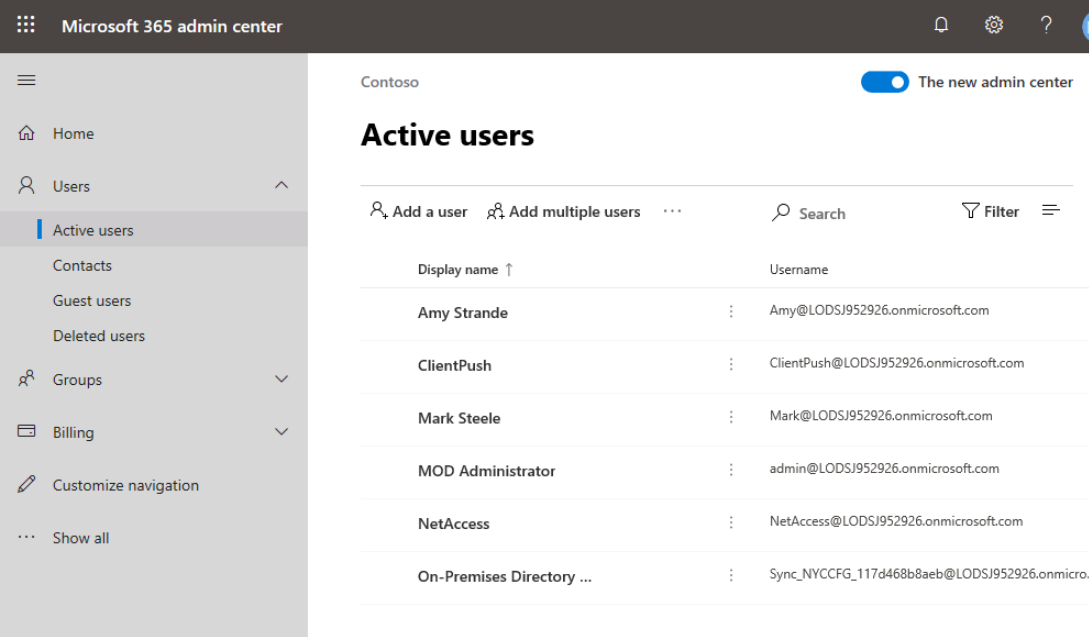 Microsoft 365 admin center
?
Contoso
The new admin center
Home
Active users
Users
Add a user
Add multiple users
Search
Filter
Active users
Contacts
Display name ↑
Username
Guest users
Amy Strande
Amy@LODSJ952926.onmicrosoft.com
Deleted users
ClientPush
ClientPush@LODSJ952926.onmicrosoft.com
Groups
Mark Steele
Mark@LODSJ952926.onmicrosoft.com
Billing
MOD Administrator
admin@LODSJ952926.onmicrosoft.com
Customize navigation
NetAccess
NetAccess@LODSJ952926.onmicrosoft.com
Show all
On-Premises Directory ...
Sync_NYCCFG_117d468b8aeb@LODSJ952926.onmicro.